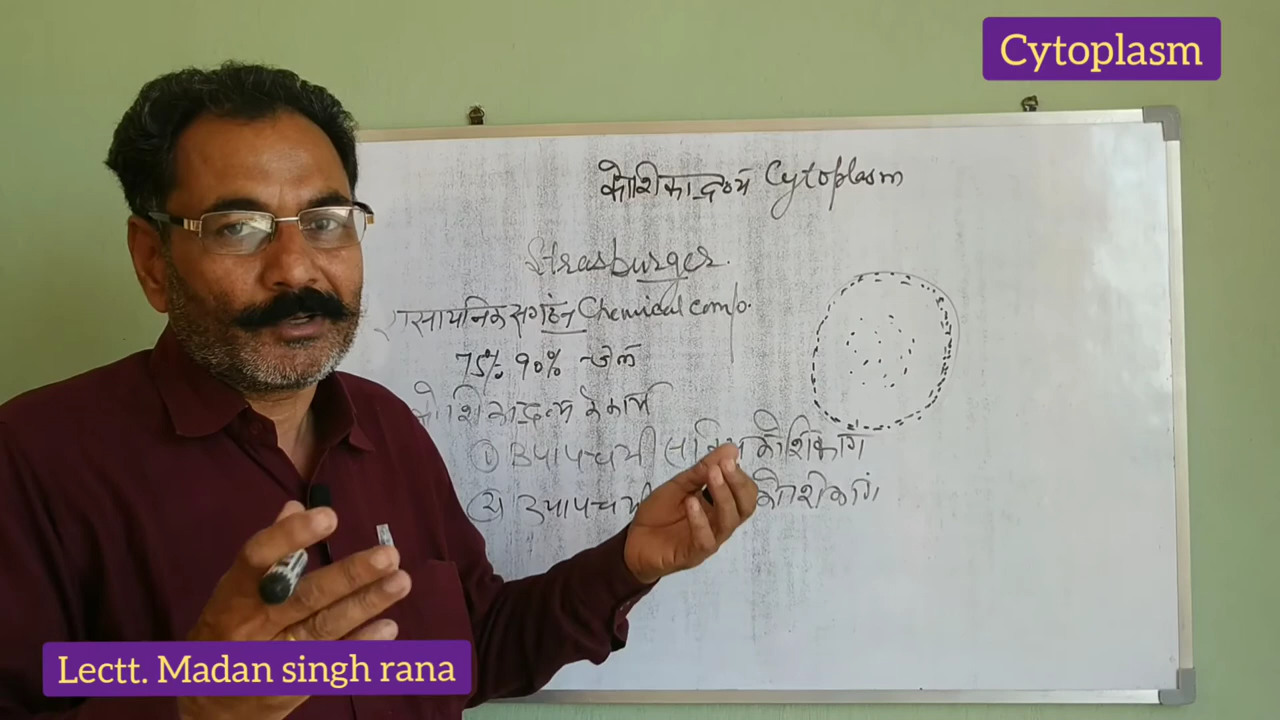 Cytoplasm
कोशिकाद्रव्य Cytoplasm
Strasburger.
रासायनिक संगठन Chemical comp.
75% 90% जल
कोशिकाद्रव्य के कार्य
① उपापचयी सक्रिय कोशिकाएं
② उपापचयी कोशिकाएं
Lectt. Madan singh rana